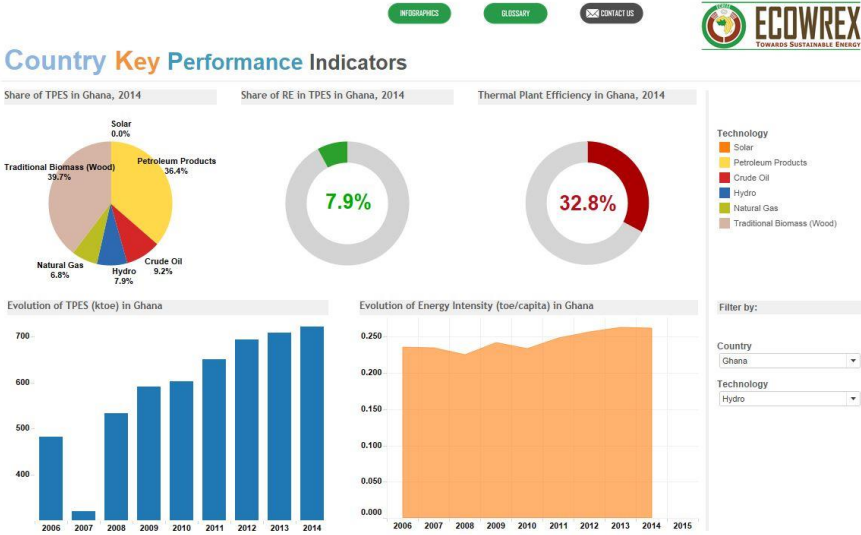 INFOGRAPHICS
GLOSSARY
CONTACT US
ECOWREX
TOWARDS SUSTAINABLE ENERGY
Country Key Performance Indicators
Share of TPES in Ghana, 2014
Share of RE in TPES in Ghana, 2014
Thermal Plant Efficiency in Ghana, 2014
Solar
0.0%
Traditional Biomass (Wood)
39.7%
Petroleum Products
36.4%
Natural Gas
6.8%
Hydro
7.9%
Crude Oil
9.2%
7.9%
32.8%
Technology
Solar
Petroleum Products
Crude Oil
Hydro
Natural Gas
Traditional Biomass (Wood)
Evolution of TPES (ktoe) in Ghana
700
600
500
400
2006 2007 2008 2009 2010 2011 2012 2013 2014
Evolution of Energy Intensity (toe/capita) in Ghana
0.250
0.200
0.150
0.100
0.050
0.000
2006 2007 2008 2009 2010 2011 2012 2013 2014 2015
Filter by:
Country
Ghana
Technology
Hydro